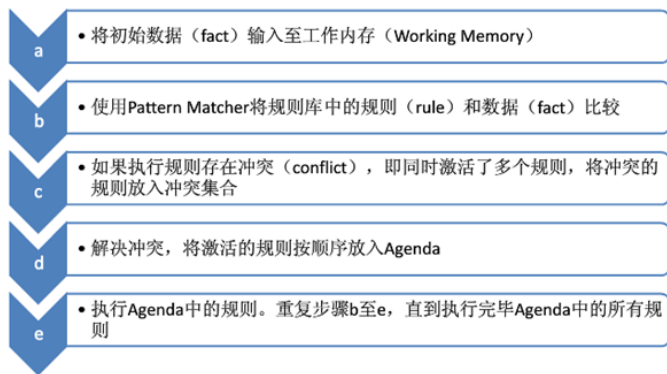 a
• 将初始数据（fact）输入至工作内存（Working Memory）
b
• 使用Pattern Matcher将规则库中的规则（rule）和数据（fact）比较
c
• 如果执行规则存在冲突（conflict），即同时激活了多个规则，将冲突的
规则放入冲突集合
d
• 解决冲突，将激活的规则按顺序放入Agenda
e
• 执行Agenda中的规则。重复步骤b至e，直到执行完毕Agenda中的所有规
则